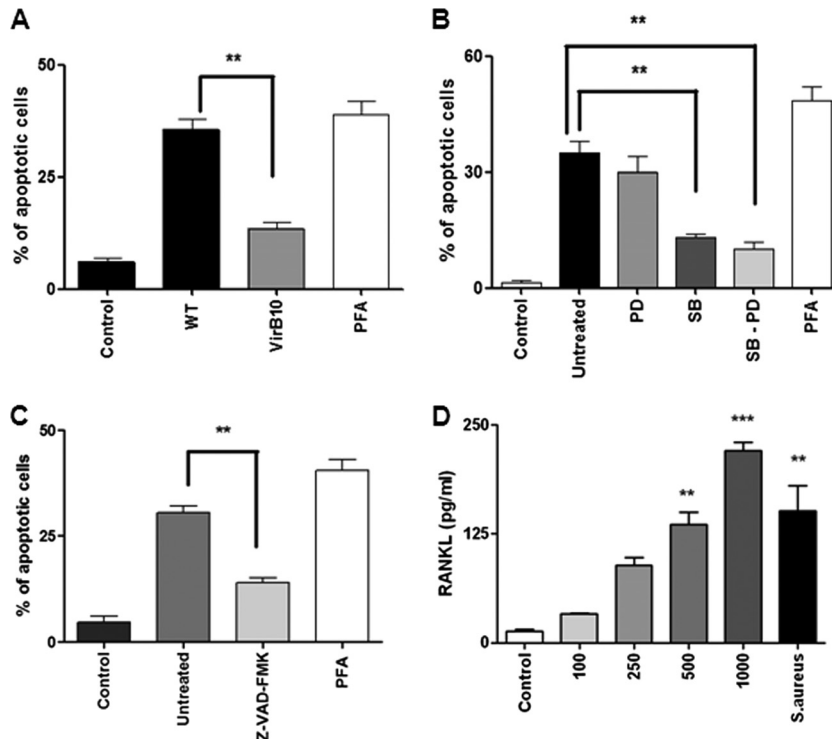 A
% of apoptotic cells
50
25
0
**
Control
WT
VirB10
PFA
B
% of apoptotic cells
60
30
0
**
**
Control
Untreated
PD
SB
SB - PD
PFA
C
% of apoptotic cells
50
25
0
**
Control
Untreated
Z-VAD-FMK
PFA
D
RANKL (pg/ml)
250
125
0
**
***
**
Control
100
250
500
1000
S.aureus